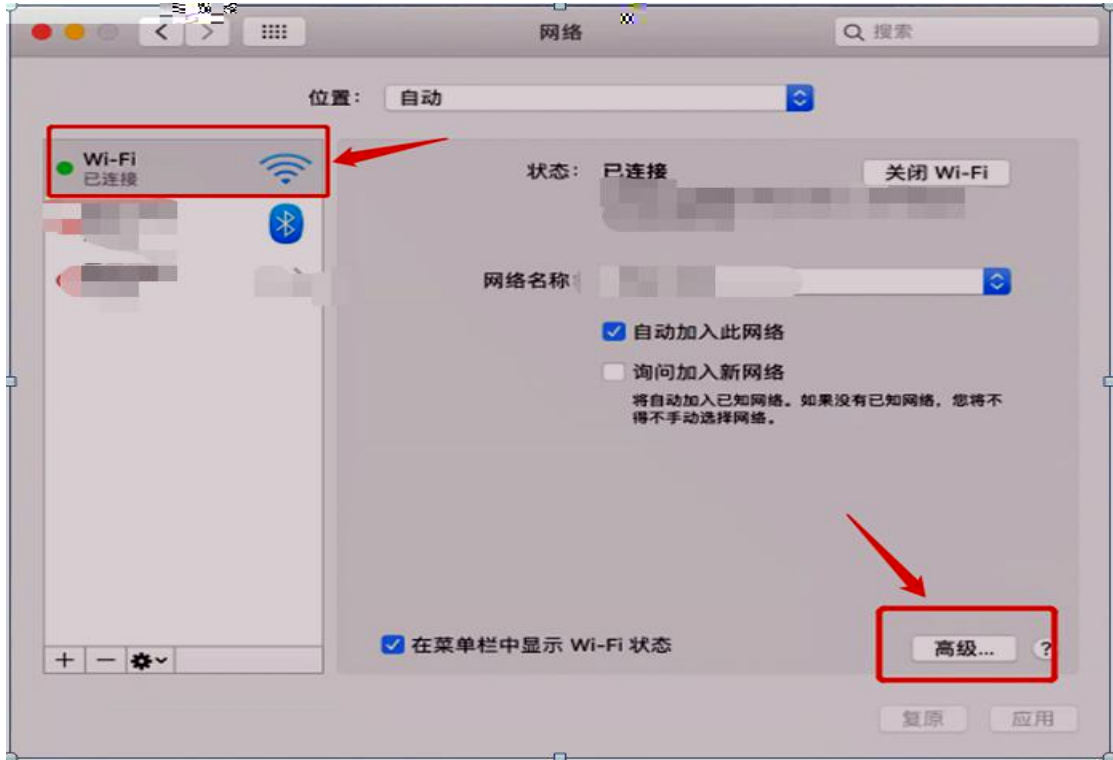 网络
搜索
位置：
自动
Wi-Fi
已连接
状态：
已连接
关闭 Wi-Fi
网络名称
自动加入此网络
询问加入新网络
将自动加入已知网络。如果没有已知网络，您将不
得不手动选择网络。
在菜单栏中显示 Wi-Fi 状态
高级...
?
复原
应用